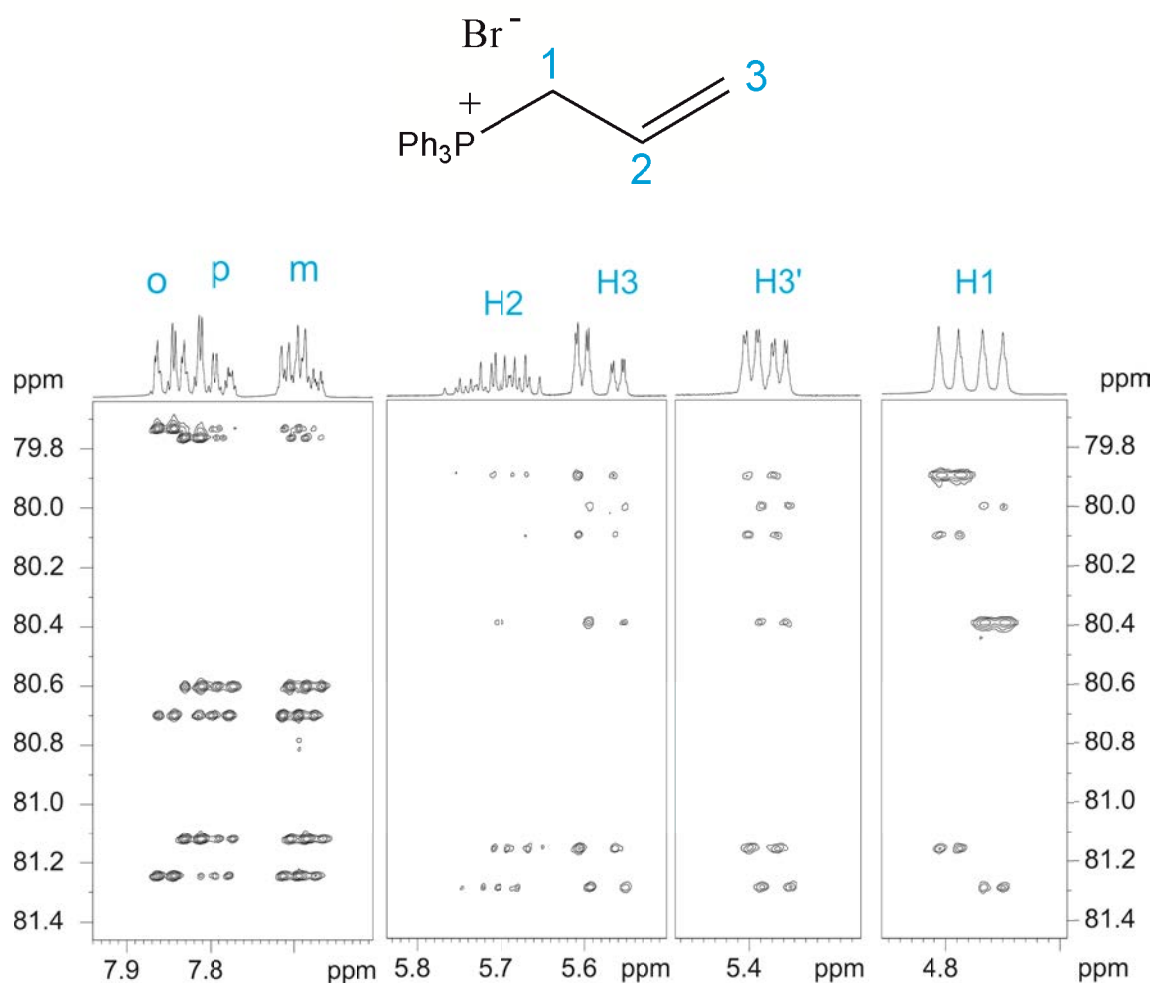 Br⁻
1
3
+
Ph₃P
2
o p m H2 H3 H3' H1
ppm ppm
79.8 79.8
80.0 80.0
80.2 80.2
80.4 80.4
80.6 80.6
80.8 80.8
81.0 81.0
81.2 81.2
81.4 81.4
7.9 7.8 ppm 5.8 5.7 5.6 ppm 5.4 ppm 4.8 ppm